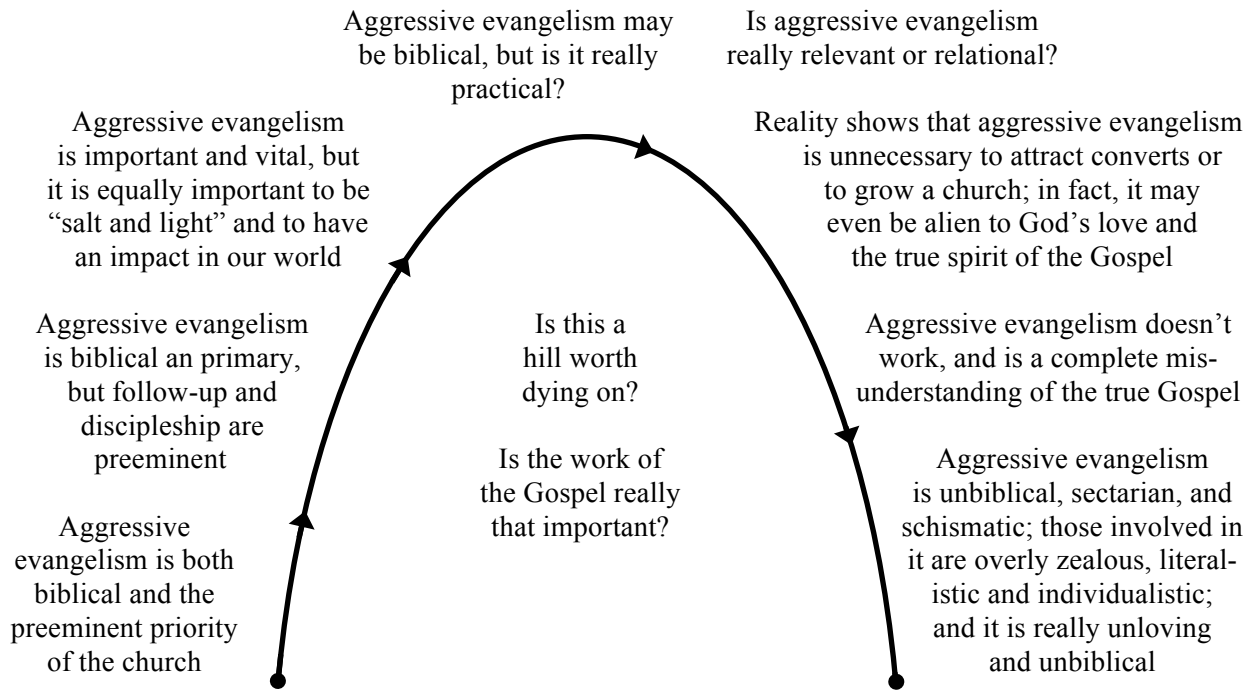 Aggressive evangelism may
be biblical, but is it really
practical?
Is aggressive evangelism
really relevant or relational?
Aggressive evangelism
is important and vital, but
it is equally important to be
“salt and light” and to have
an impact in our world
Reality shows that aggressive evangelism
is unnecessary to attract converts or
to grow a church; in fact, it may
even be alien to God’s love and
the true spirit of the Gospel
Aggressive evangelism
is biblical an primary,
but follow-up and
discipleship are
preeminent
Is this a
hill worth
dying on?
Aggressive evangelism doesn’t
work, and is a complete mis-
understanding of the true Gospel
Is the work of
the Gospel really
that important?
Aggressive
evangelism is both
biblical and the
preeminent priority
of the church
Aggressive evangelism
is unbiblical, sectarian, and
schismatic; those involved in
it are overly zealous, literal-
istic and individualistic;
and it is really unloving
and unbiblical